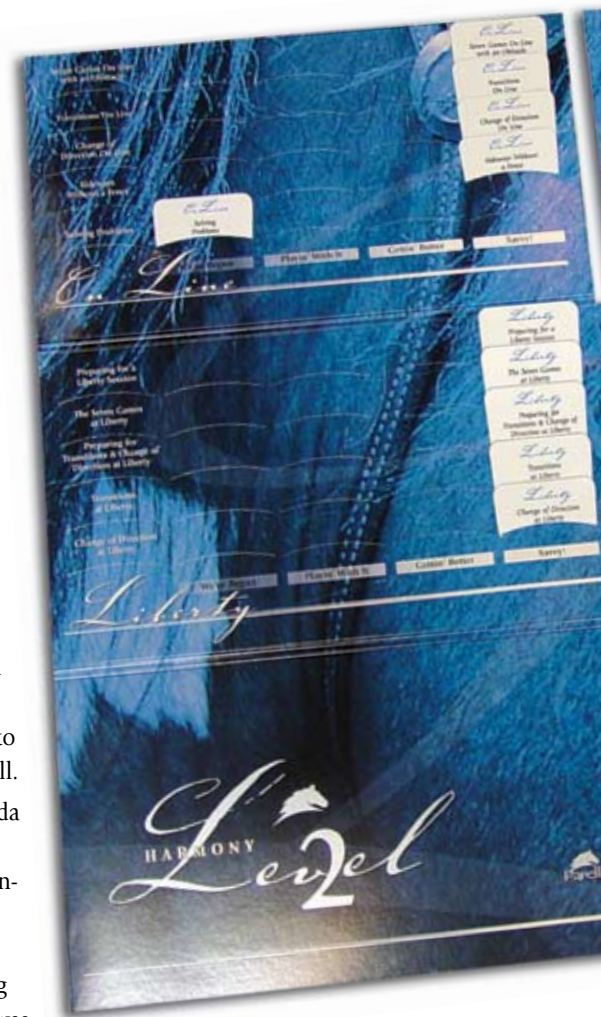 Seven Games On Line
with an Obstacle
Transitions On Line
Change of
Direction On Line
Sideways
Without a Fence
Solving Problems
On Line
Seven Games On Line
with an Obstacle
On Line
Transitions
On Line
On Line
Change of Direction
On Line
On Line
Sideways Without
a Fence
On Line
Solving
Problems
Playin' With It
Gettin' Better
Savvy!
On Line
Preparing for a
Liberty Session
The Seven Games
at Liberty
Preparing for
Transitions & Change of
Direction at Liberty
Transitions
at Liberty
Change of Direction
at Liberty
Liberty
Preparing for a
Liberty Session
Liberty
The Seven Games
at Liberty
Liberty
Preparing for
Transitions & Change of
Direction at Liberty
Liberty
Transitions
at Liberty
Liberty
Change of Direction
at Liberty
Playin' With It
Gettin' Better
Savvy!
Liberty
HARMONY
Level
2
ll.
da
n-
g